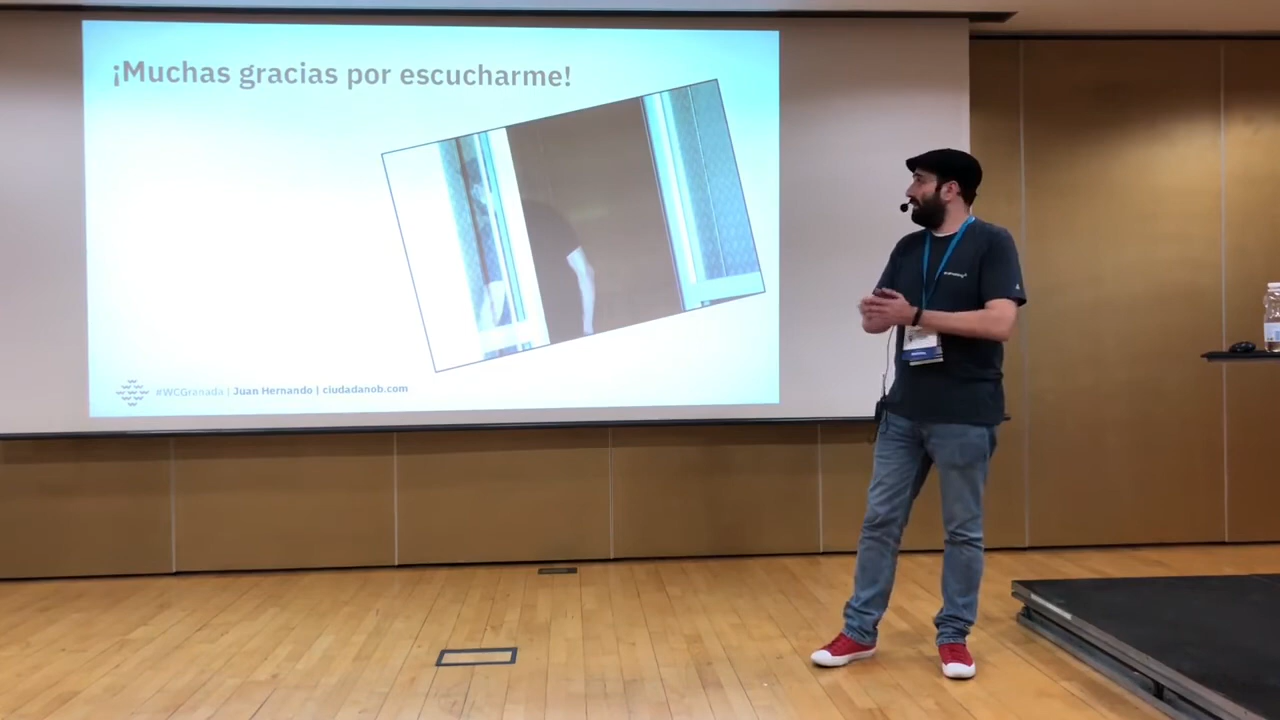 ¡Muchas gracias por escucharme!
#WCGranada | Juan Hernando | ciudadanob.com